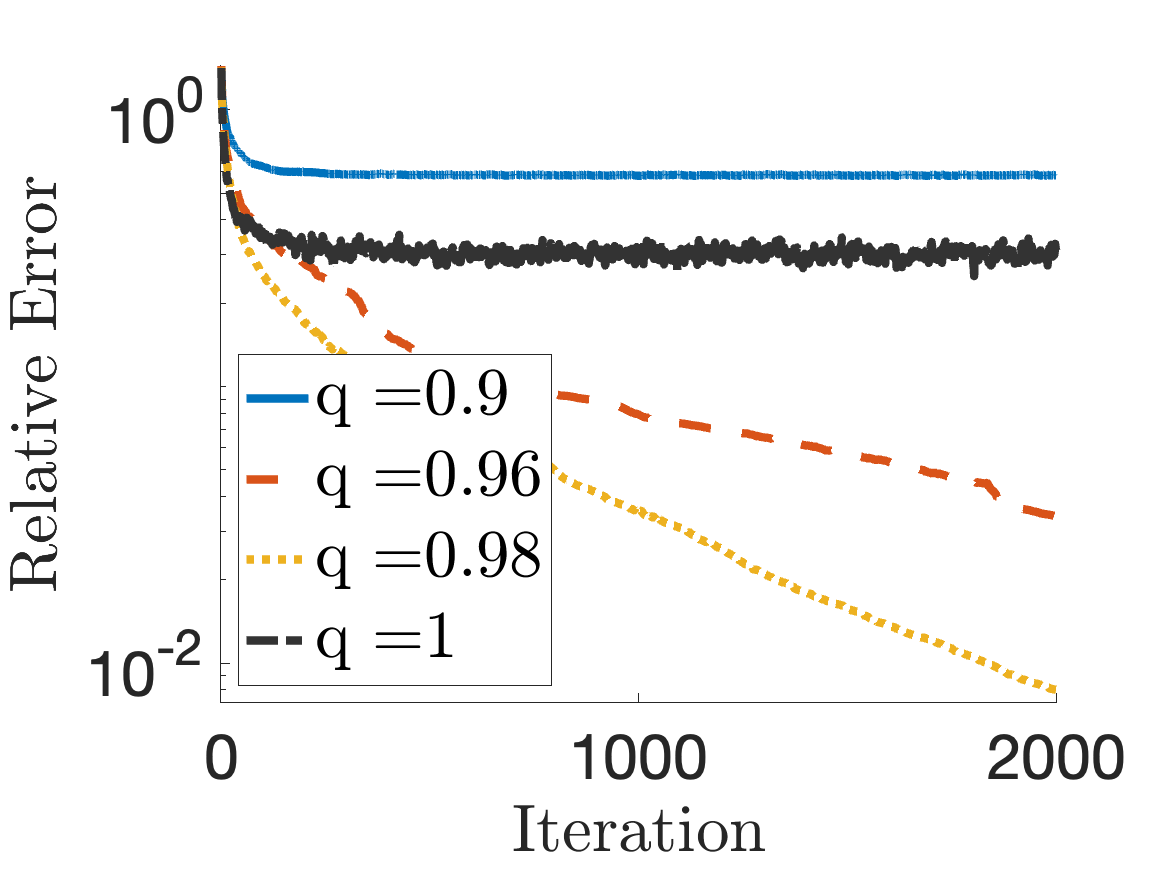 10^0
10^-2
Relative Error
q =0.9
q =0.96
q =0.98
q =1
0
1000
2000
Iteration